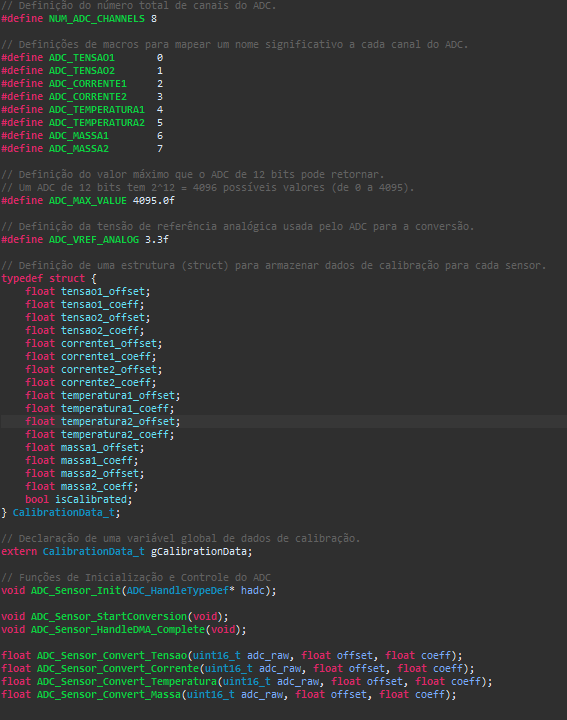 // Definição do número total de canais do ADC.
#define NUM_ADC_CHANNELS 8
// Definições de macros para mapear um nome significativo a cada canal do ADC.
#define ADC_TENSAO1       0
#define ADC_TENSAO2       1
#define ADC_CORRENTE1     2
#define ADC_CORRENTE2     3
#define ADC_TEMPERATURA1  4
#define ADC_TEMPERATURA2  5
#define ADC_MASSA1        6
#define ADC_MASSA2        7
// Definição do valor máximo que o ADC de 12 bits pode retornar.
// Um ADC de 12 bits tem 2^12 = 4096 possíveis valores (de 0 a 4095).
#define ADC_MAX_VALUE 4095.0f
// Definição da tensão de referência analógica usada pelo ADC para a conversão.
#define ADC_VREF_ANALOG 3.3f
// Definição de uma estrutura (struct) para armazenar dados de calibração para cada sensor.
typedef struct {
    float tensao1_offset;
    float tensao1_coeff;
    float tensao2_offset;
    float tensao2_coeff;
    float corrente1_offset;
    float corrente1_coeff;
    float corrente2_offset;
    float corrente2_coeff;
    float temperatura1_offset;
    float temperatura1_coeff;
    float temperatura2_offset;
    float temperatura2_coeff;
    float massa1_offset;
    float massa1_coeff;
    float massa2_offset;
    float massa2_coeff;
    bool isCalibrated;
} CalibrationData_t;
// Declaração de uma variável global de dados de calibração.
extern CalibrationData_t gCalibrationData;
// Funções de Inicialização e Controle do ADC
void ADC_Sensor_Init(ADC_HandleTypeDef* hadc);
void ADC_Sensor_StartConversion(void);
void ADC_Sensor_HandleDMA_Complete(void);
float ADC_Sensor_Convert_Tensao(uint16_t adc_raw, float offset, float coeff);
float ADC_Sensor_Convert_Corrente(uint16_t adc_raw, float offset, float coeff);
float ADC_Sensor_Convert_Temperatura(uint16_t adc_raw, float offset, float coeff);
float ADC_Sensor_Convert_Massa(uint16_t adc_raw, float offset, float coeff);